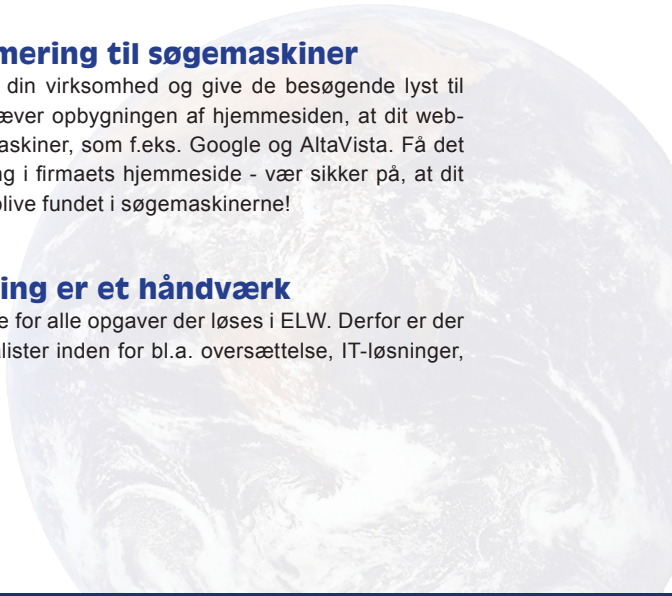 mering til søgemaskiner
din virksomhed og give de besøgende lyst til
æver opbygningen af hjemmesiden, at dit web-
askiner, som f.eks. Google og AltaVista. Få det
g i firmaets hjemmeside - vær sikker på, at dit
live fundet i søgemaskinerne!
ing er et håndværk
e for alle opgaver der løses i ELW. Derfor er der
lister inden for bl.a. oversættelse, IT-løsninger,